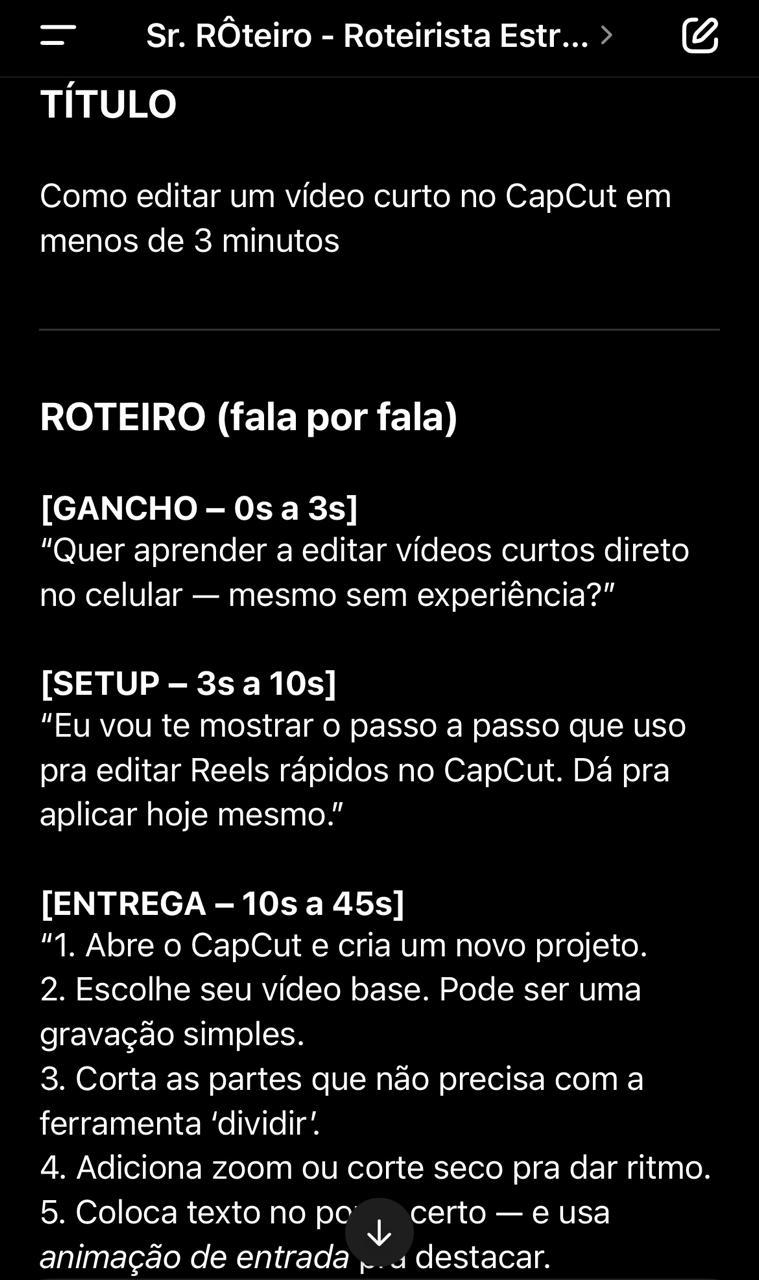 Sr. RÔteiro - Roteirista Estr...
TÍTULO
Como editar um vídeo curto no CapCut em
menos de 3 minutos
ROTEIRO (fala por fala)
[GANCHO – 0s a 3s]
“Quer aprender a editar vídeos curtos direto
no celular — mesmo sem experiência?”
[SETUP – 3s a 10s]
“Eu vou te mostrar o passo a passo que uso
pra editar Reels rápidos no CapCut. Dá pra
aplicar hoje mesmo.”
[ENTREGA – 10s a 45s]
“1. Abre o CapCut e cria um novo projeto.
2. Escolhe seu vídeo base. Pode ser uma
gravação simples.
3. Corta as partes que não precisa com a
ferramenta ‘dividir’.
4. Adiciona zoom ou corte seco pra dar ritmo.
5. Coloca texto no certo — e usa
animação de entrada pra destacar.